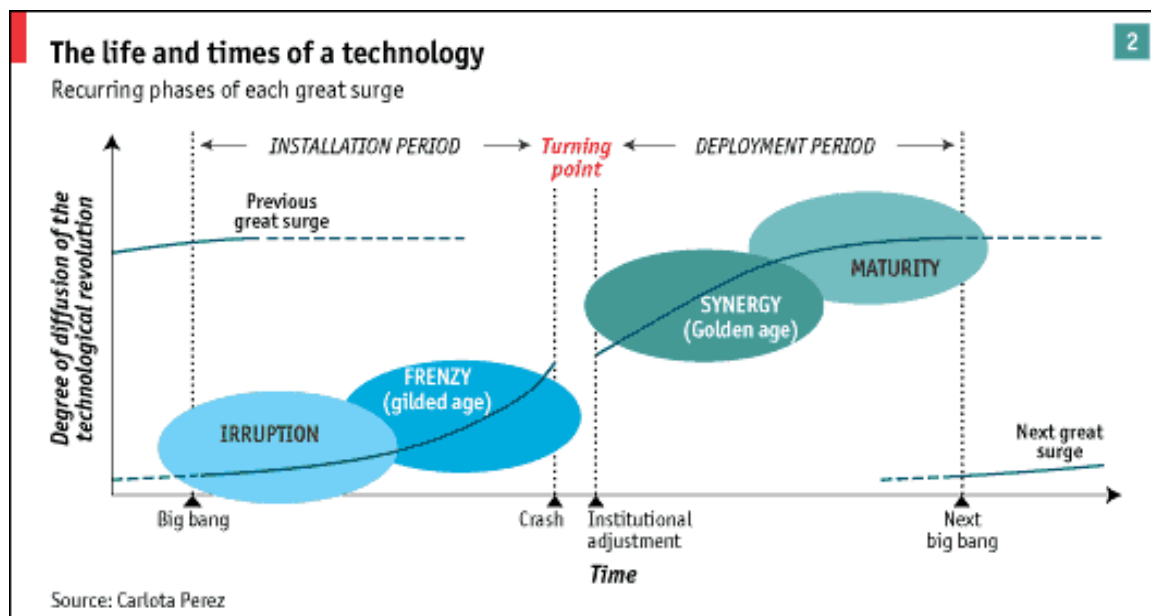 The life and times of a technology
2
Recurring phases of each great surge
INSTALLATION PERIOD
Turning
point
DEPLOYMENT PERIOD
Degree of diffusion of the
technological revolution
Previous
great surge
MATURITY
SYNERGY
(Golden age)
FRENZY
(gilded age)
IRRUPTION
Next great
surge
Big bang
Crash
Institutional
adjustment
Next
big bang
Time
Source: Carlota Perez